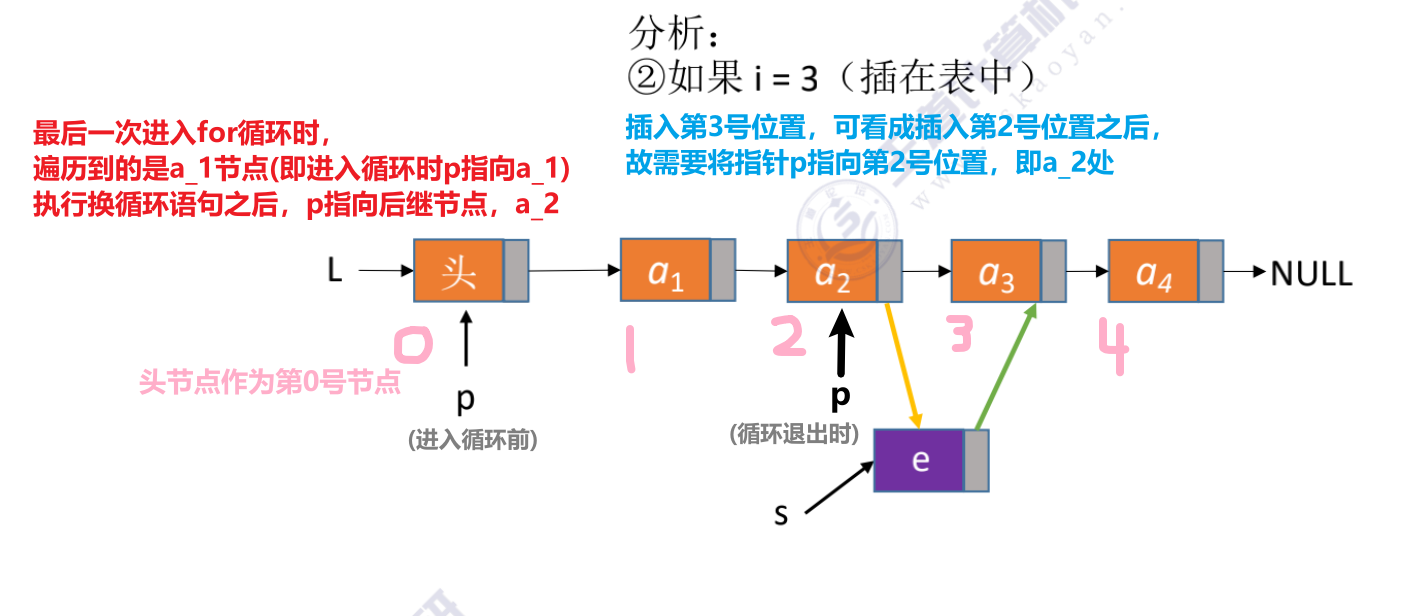 分析：
②如果 i = 3（插在表中）
最后一次进入for循环时，
遍历到的是a_1节点(即进入循环时p指向a_1)
执行换循环语句之后，p指向后继节点，a_2
插入第3号位置，可看成插入第2号位置之后，
故需要将指针p指向第2号位置，即a_2处
L 头 a₁ a₂ a₃ a₄ NULL
0 1 2 3 4
头节点作为第0号节点
p
(进入循环前)
p
(循环退出时)
e
s